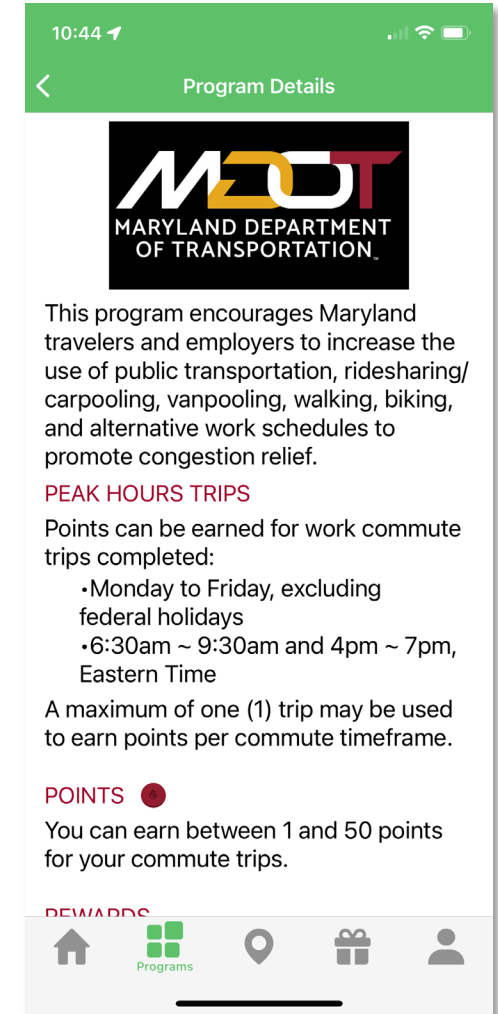 10:44
Program Details
MDOT
MARYLAND DEPARTMENT
OF TRANSPORTATION™
This program encourages Maryland
travelers and employers to increase the
use of public transportation, ridesharing/
carpooling, vanpooling, walking, biking,
and alternative work schedules to
promote congestion relief.
PEAK HOURS TRIPS
Points can be earned for work commute
trips completed:
•Monday to Friday, excluding
federal holidays
•6:30am ~ 9:30am and 4pm ~ 7pm,
Eastern Time
A maximum of one (1) trip may be used
to earn points per commute timeframe.
POINTS
You can earn between 1 and 50 points
for your commute trips.
REWARDS
Programs